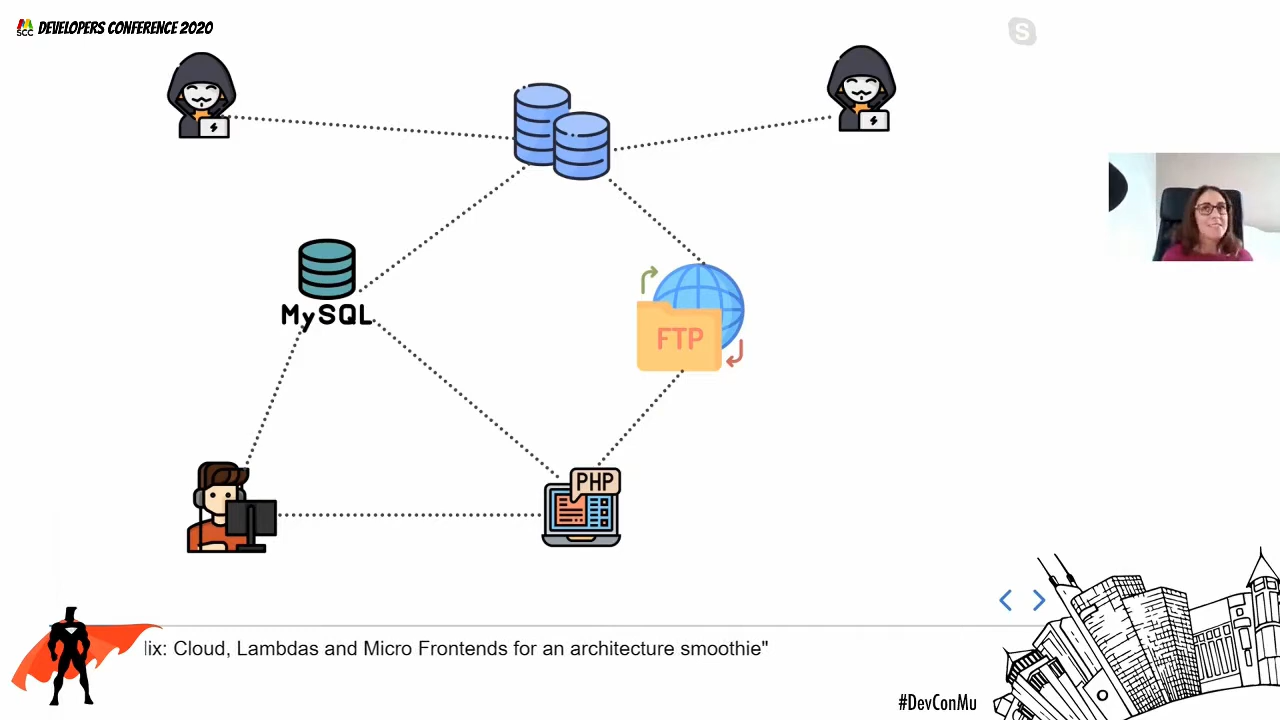 SCC DEVELOPERS CONFERENCE 2020
S
MySQL
FTP
PHP
lix: Cloud, Lambdas and Micro Frontends for an architecture smoothie"
#DevConMu